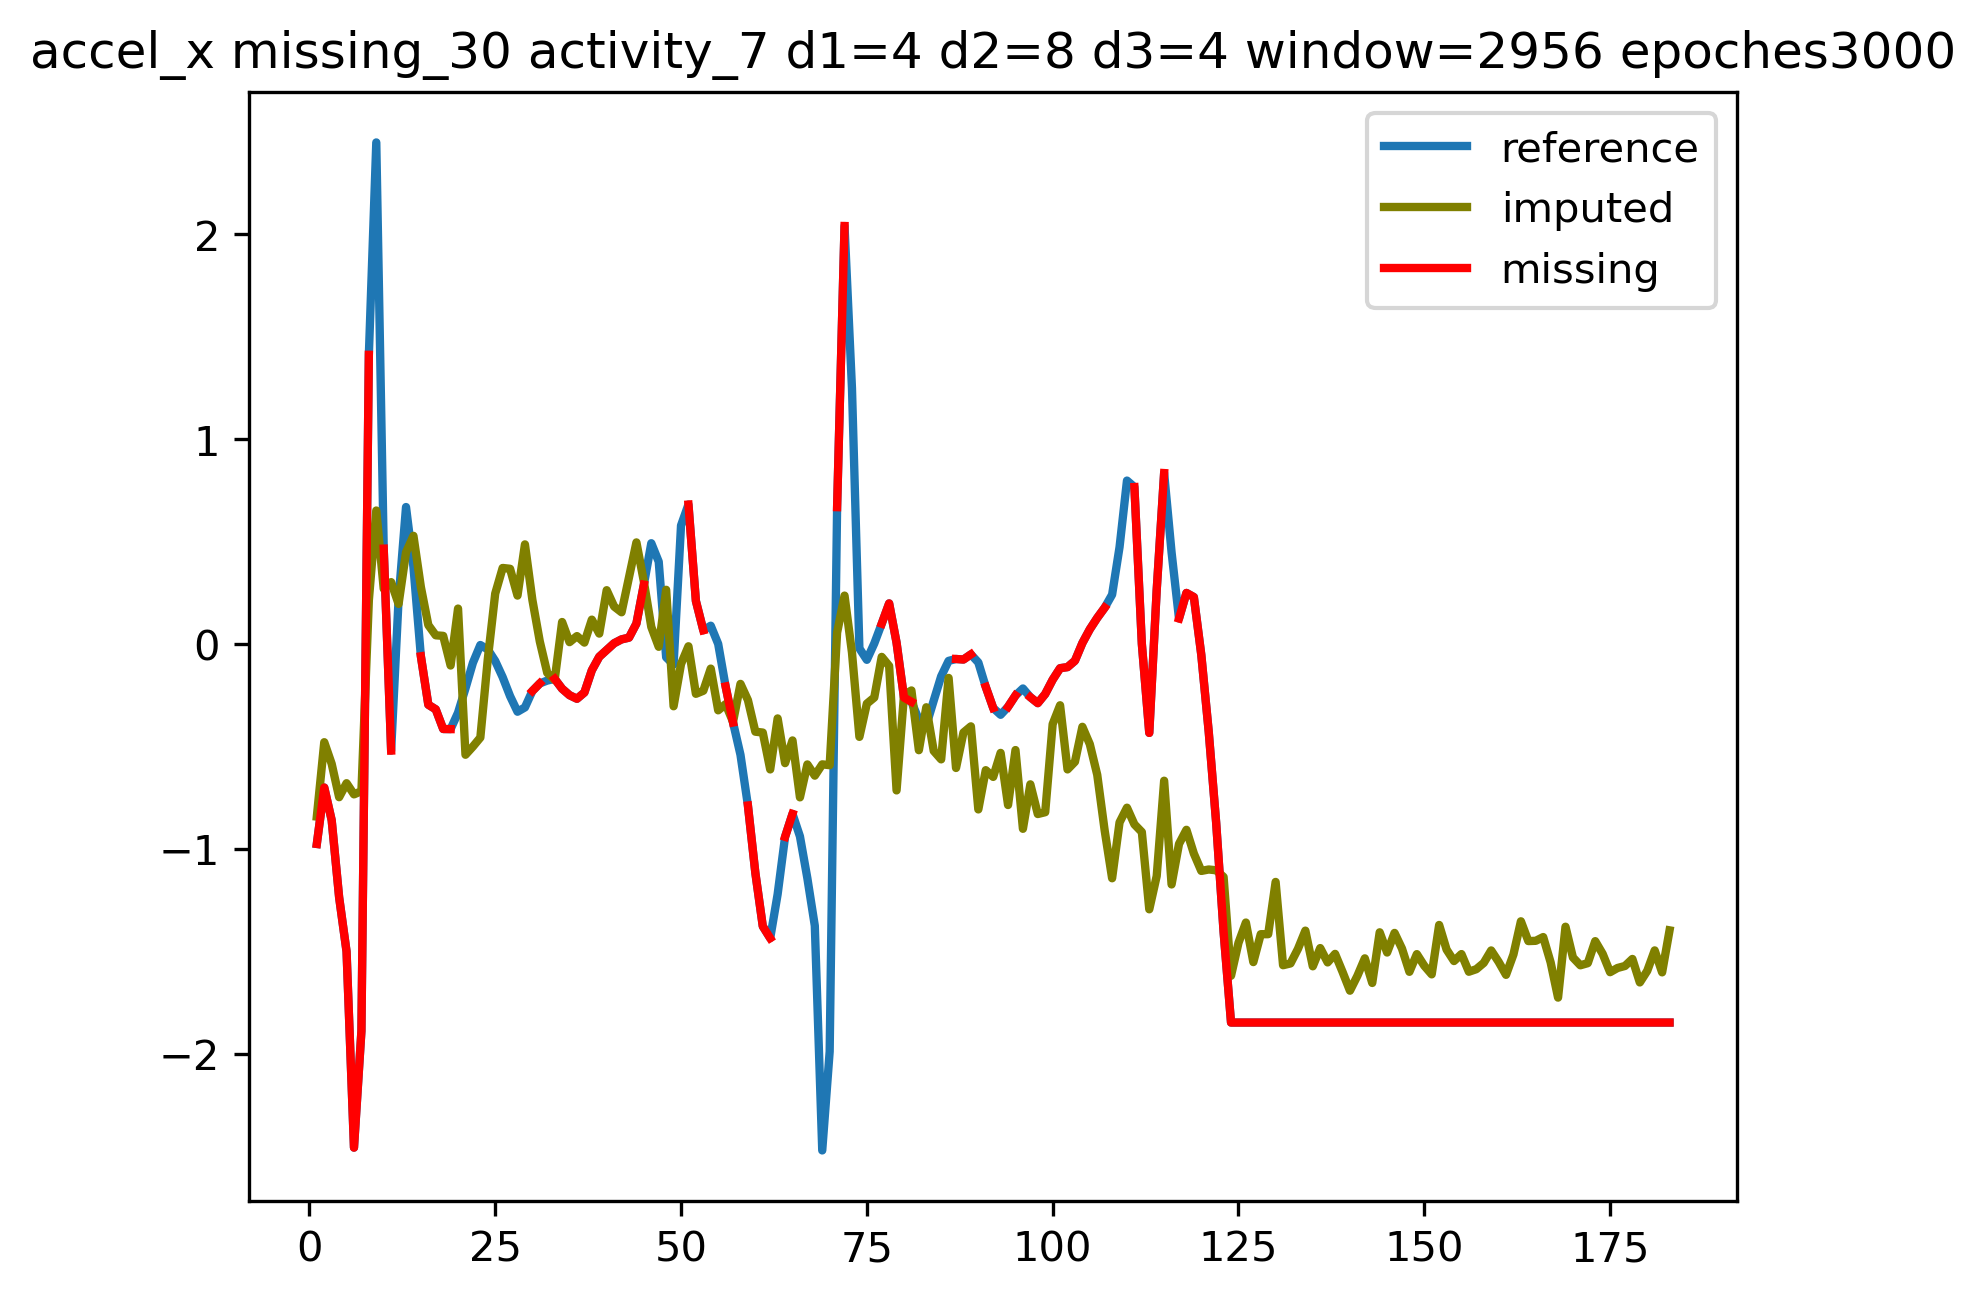 accel_x missing_30 activity_7 d1=4 d2=8 d3=4 window=2956 epoches3000
reference
imputed
missing
2
1
0
−1
−2
0 25 50 75 100 125 150 175